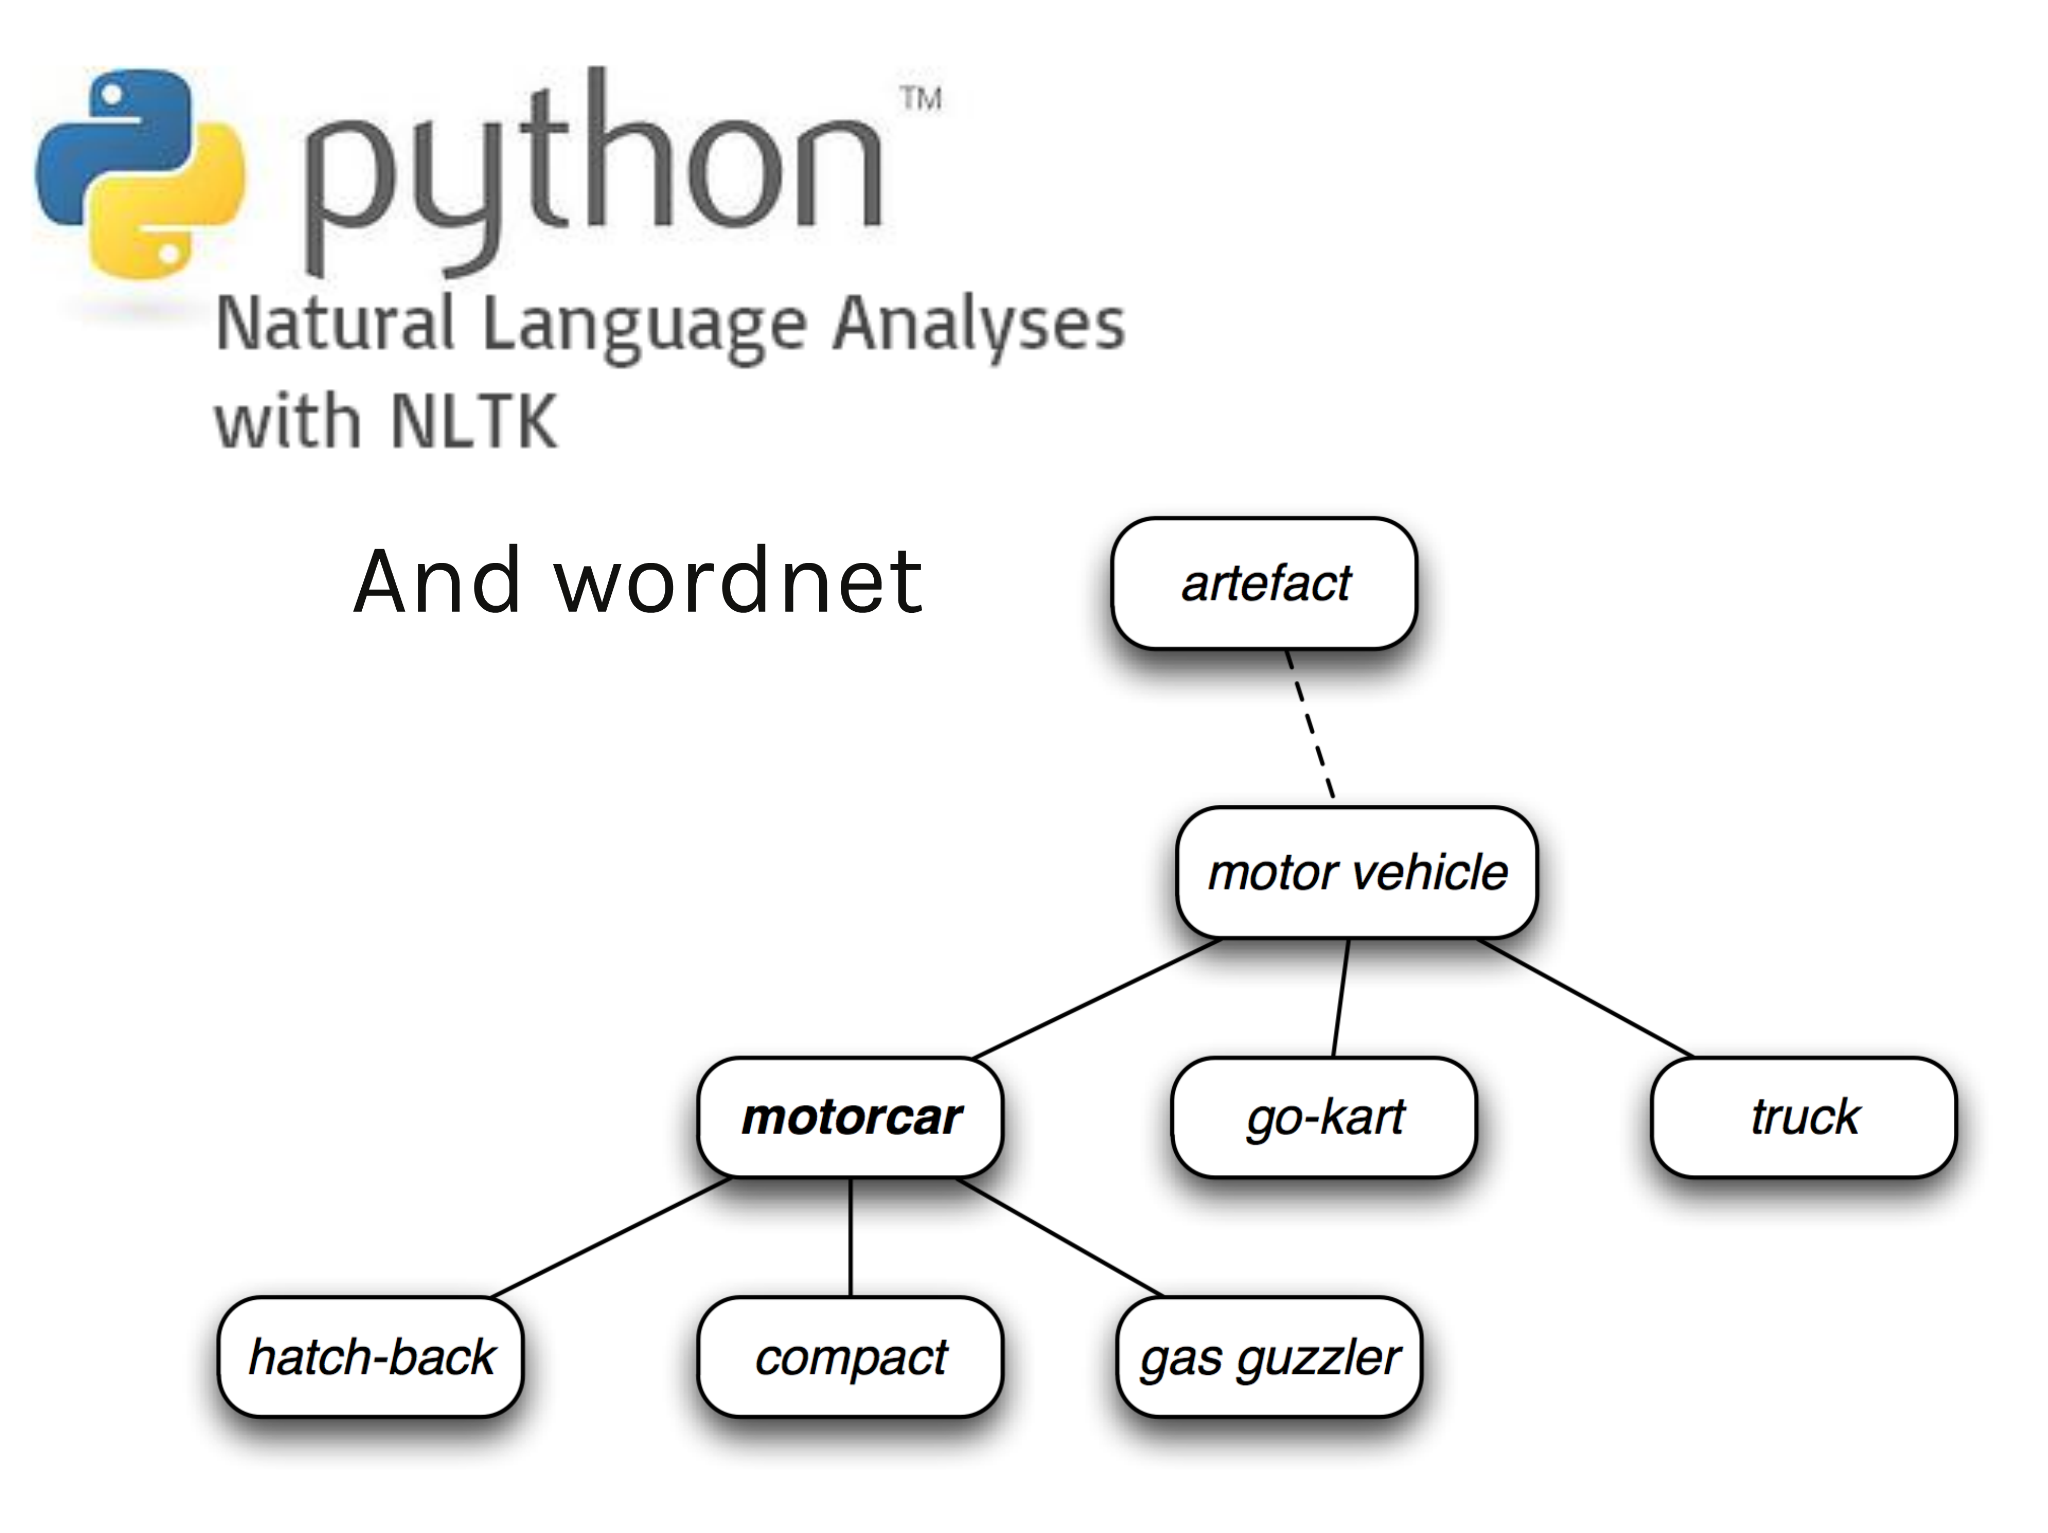 python™
Natural Language Analyses
with NLTK
And wordnet
artefact
motor vehicle
motorcar
go-kart
truck
hatch-back
compact
gas guzzler